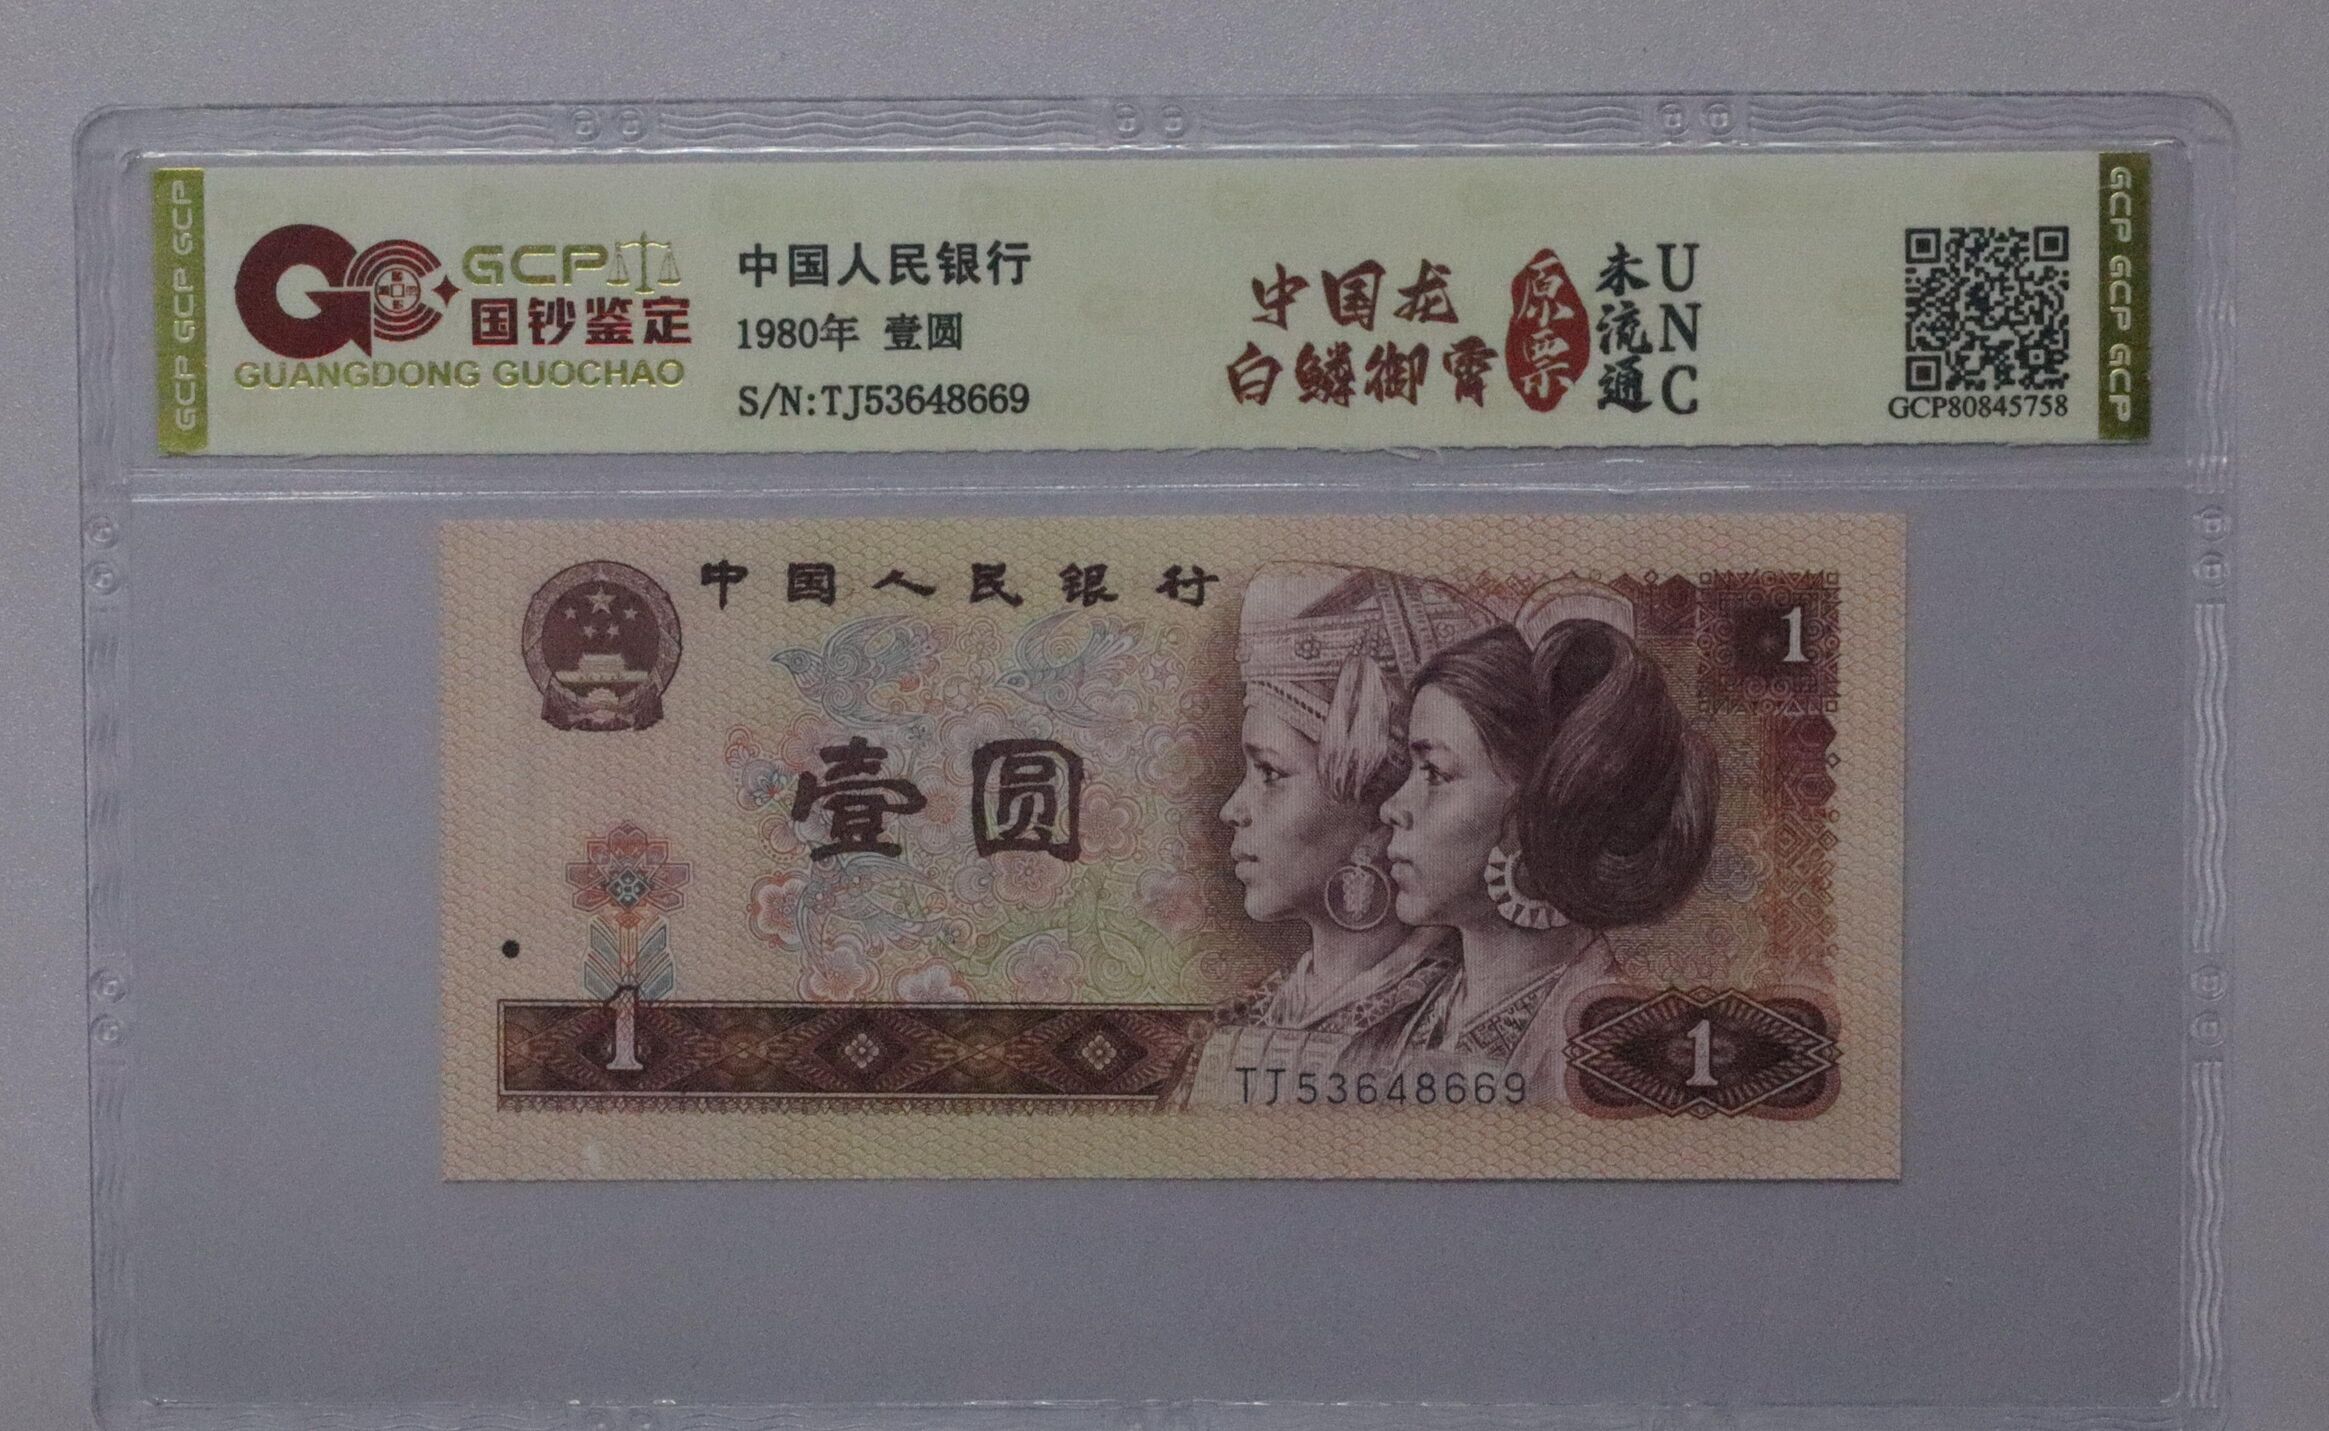 GCP
国钞鉴定
GUANGDONG GUOCHAO
中国人民银行
1980年 壹圆
S/N:TJ53648669
中国龙
白鳞御霄
原票
未流通
UNC
GCP80845758
GCP GCP GCP
GCP GCP GCP
中国人民银行
1
壹圆
1
1
TJ53648669